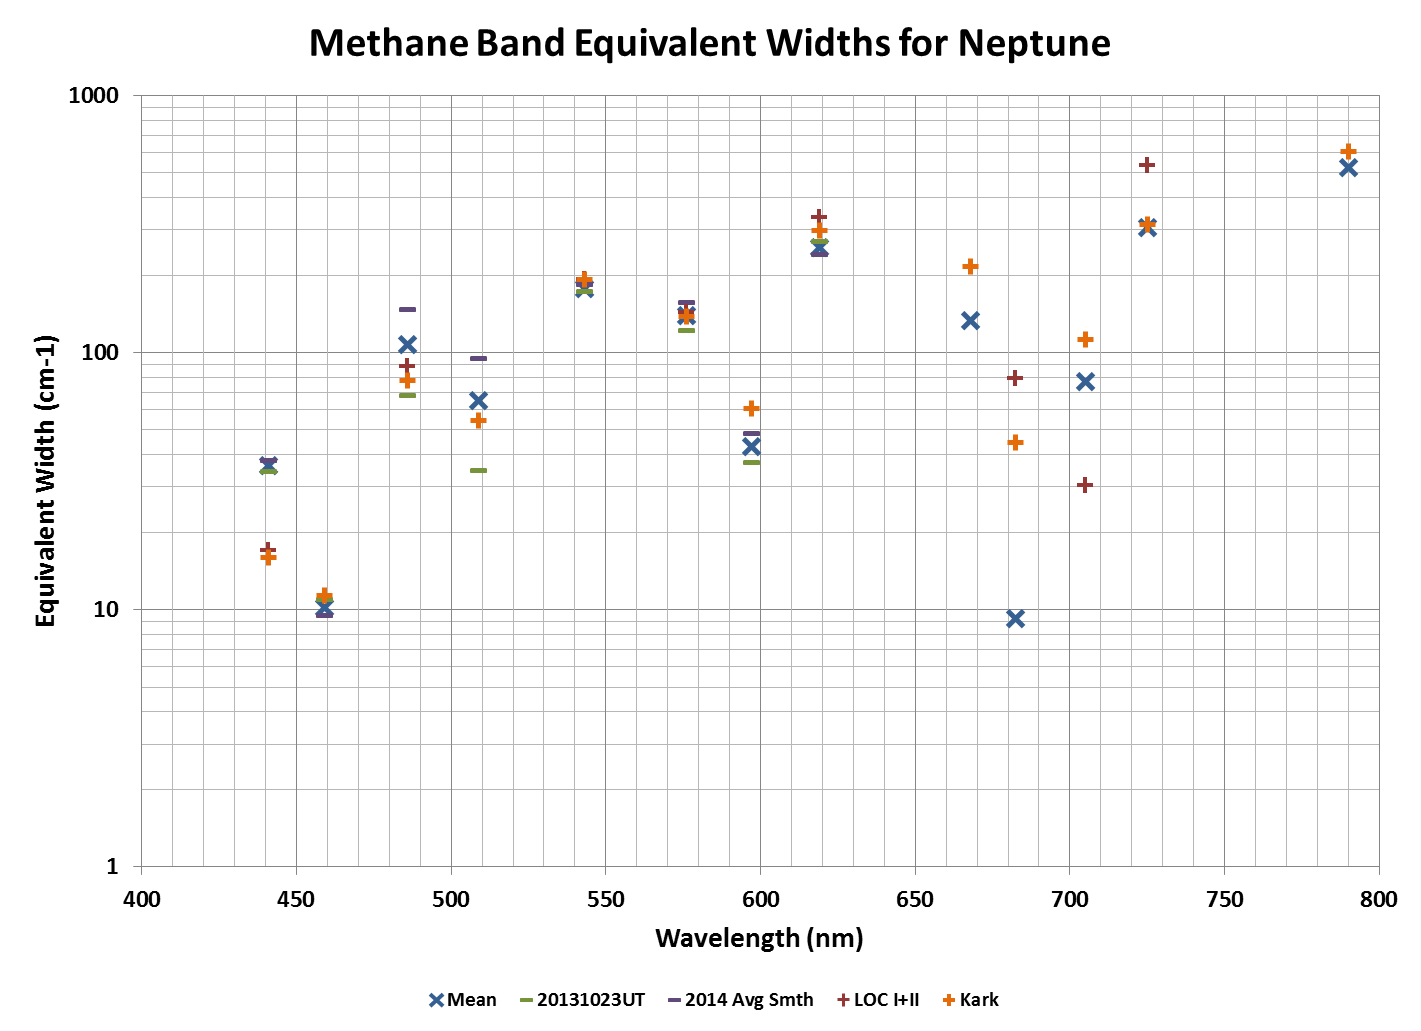 Methane Band Equivalent Widths for Neptune
1000
100
10
1
Equivalent Width (cm-1)
400 450 500 550 600 650 700 750 800
Wavelength (nm)
Mean 20131023UT 2014 Avg Smth LOC I+II Kark